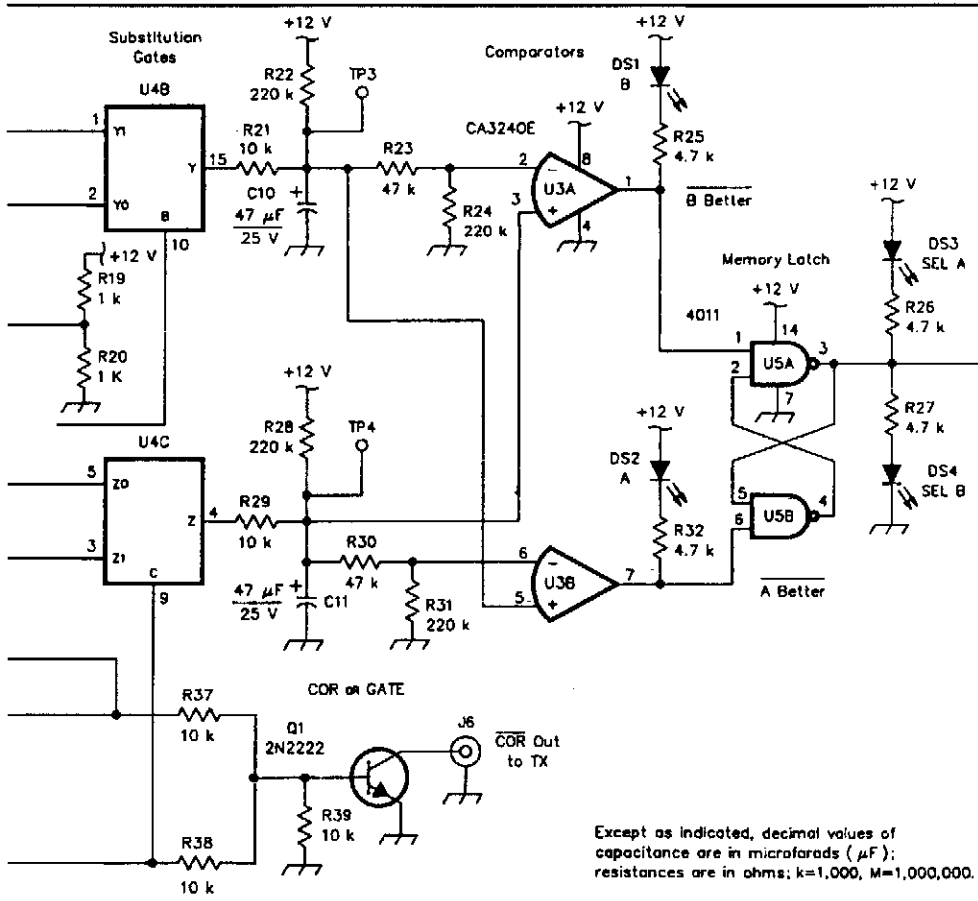 Substitution
Gates
U4B
1
Y1
Y
15
2
Y0
B
10
+12 V
R22
220 k
TP3
R21
10 k
C10
+
47 µF
25 V
R23
47 k
R24
220 k
Comparators
CA3240E
+12 V
8
2
−
U3A
1
3
+
4
+12 V
DS1
B
R25
4.7 k
B Better
+12 V
R19
1 k
R20
1 K
Memory Latch
+12 V
4011
14
1
U5A
3
2
7
+12 V
DS3
SEL A
R26
4.7 k
R27
4.7 k
DS4
SEL B
5
U5B
4
6
U4C
5
Z0
Z
4
3
Z1
C
9
+12 V
R28
220 k
TP4
R29
10 k
R30
47 k
47 µF
25 V
+
C11
R31
220 k
6
−
U3B
7
5
+
+12 V
DS2
A
R32
4.7 k
A Better
COR OR GATE
R37
10 k
Q1
2N2222
J6
COR Out
to TX
R39
10 k
R38
10 k
Except as indicated, decimal values of
capacitance are in microfarads ( µF );
resistances are in ohms; k=1,000, M=1,000,000.